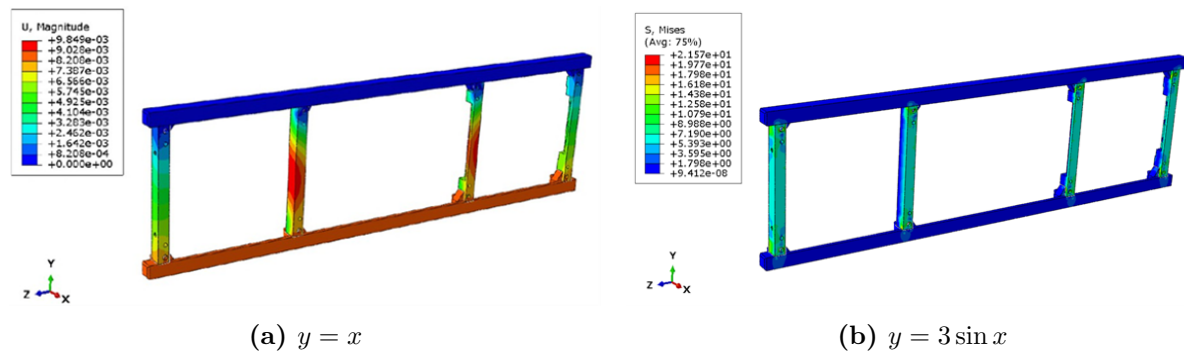 U, Magnitude
+9.849e-03
+9.028e-03
+8.208e-03
+7.387e-03
+6.566e-03
+5.745e-03
+4.925e-03
+4.104e-03
+3.283e-03
+2.462e-03
+1.642e-03
+8.208e-04
+0.000e+00
Y
Z
X
(a) y = x
S, Mises
(Avg: 75%)
+2.157e+01
+1.977e+01
+1.798e+01
+1.618e+01
+1.438e+01
+1.258e+01
+1.079e+01
+8.988e+00
+7.190e+00
+5.393e+00
+3.595e+00
+1.798e+00
+9.412e-08
Y
Z
X
(b) y = 3 sin x